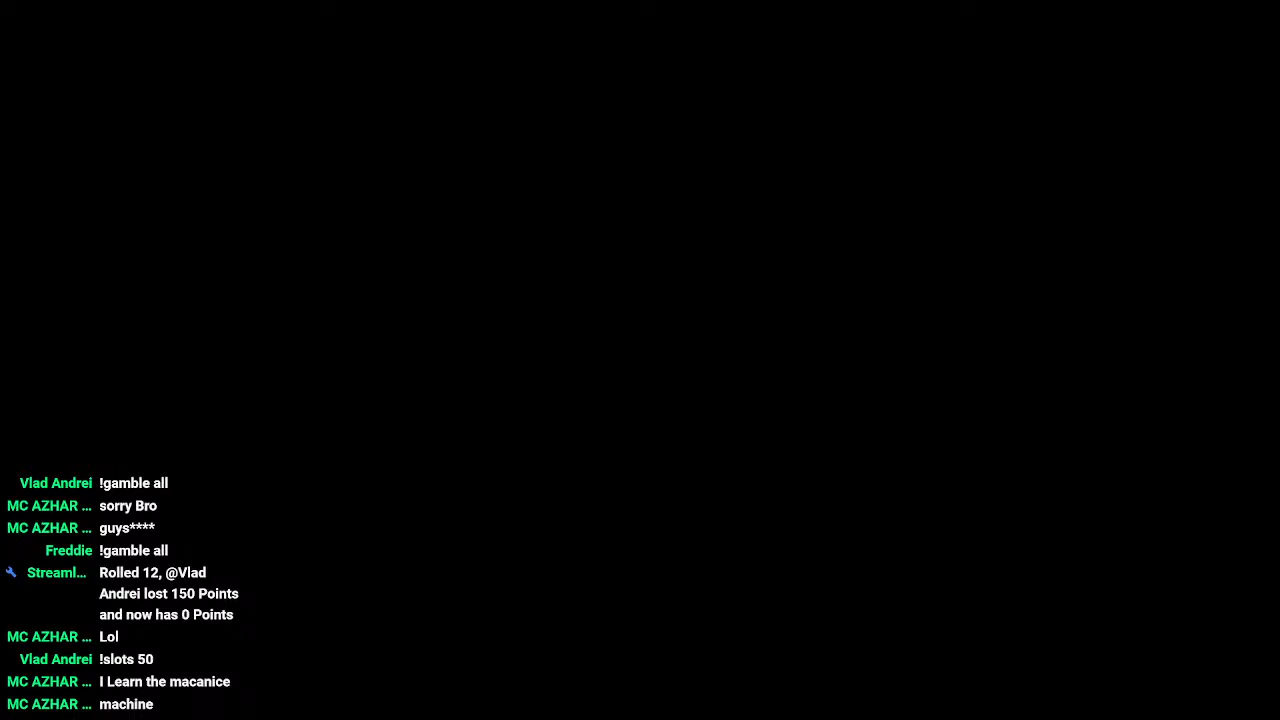 Vlad Andrei !gamble all
MC AZHAR ... sorry Bro
MC AZHAR ... guys****
Freddie !gamble all
Streaml... Rolled 12, @Vlad
Andrei lost 150 Points
and now has 0 Points
MC AZHAR ... Lol
Vlad Andrei !slots 50
MC AZHAR ... I Learn the macanice
MC AZHAR ... machine